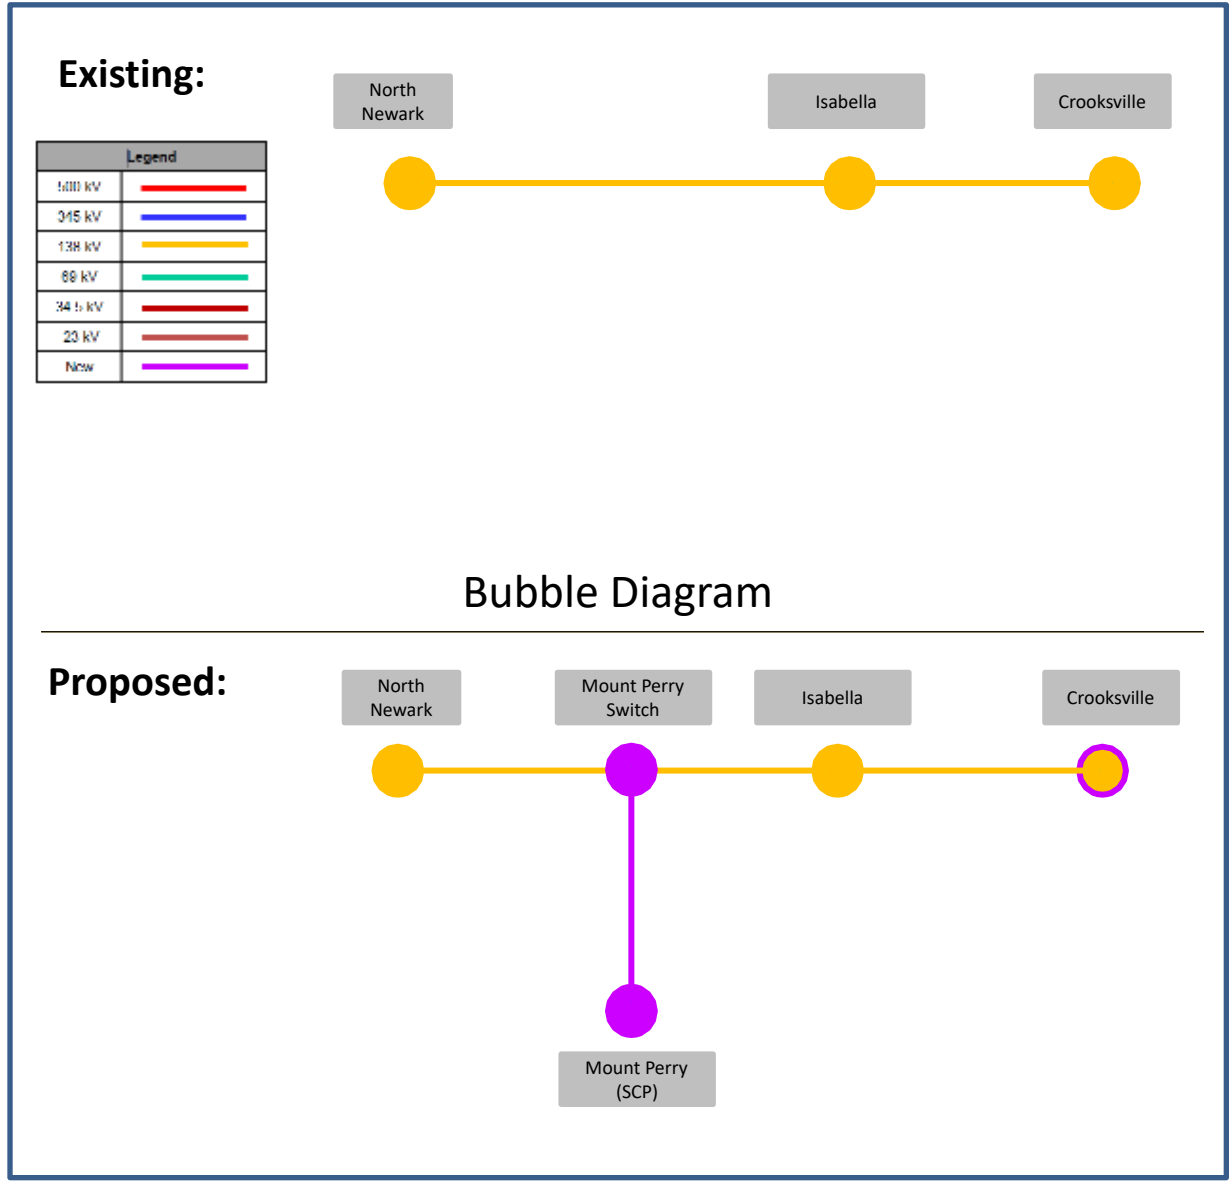 Existing:
North
Newark
Isabella
Crooksville
Legend
500 kV
345 kV
138 kV
69 kV
34.5 kV
23 kV
New
Bubble Diagram
Proposed:
North
Newark
Mount Perry
Switch
Isabella
Crooksville
Mount Perry
(SCP)